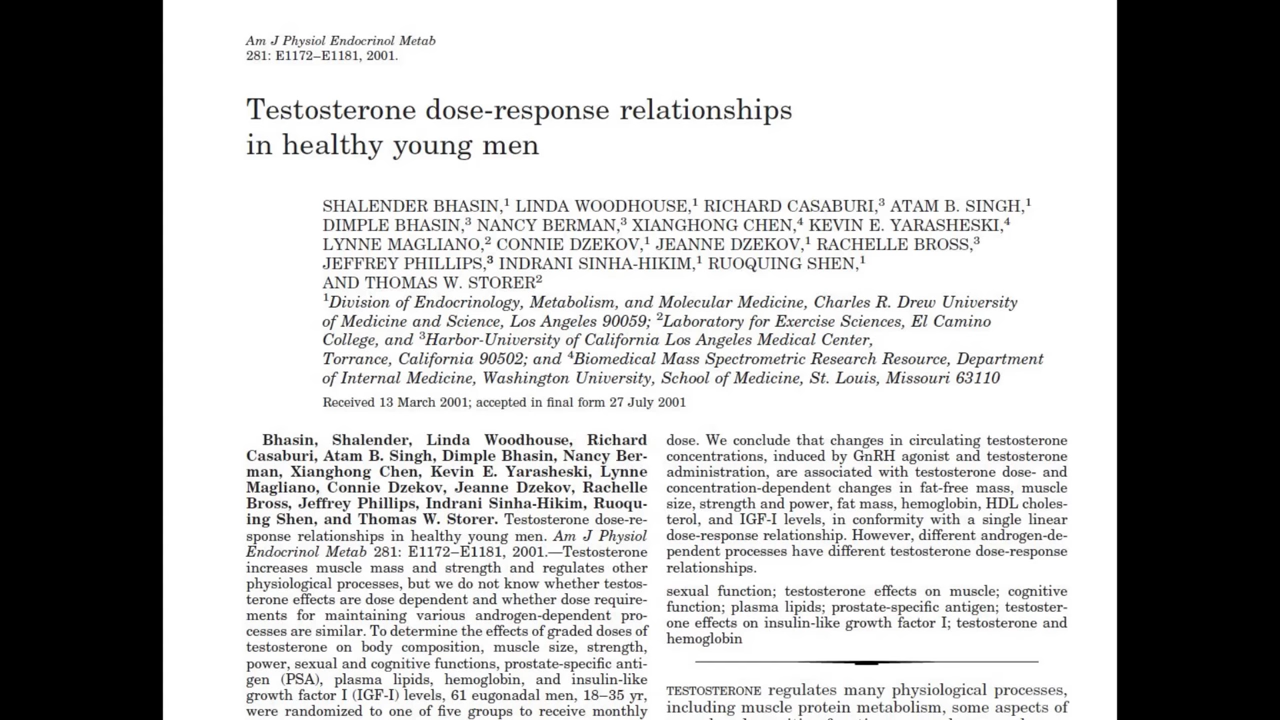 Am J Physiol Endocrinol Metab
281: E1172–E1181, 2001.
Testosterone dose-response relationships
in healthy young men
SHALENDER BHASIN,¹ LINDA WOODHOUSE,¹ RICHARD CASABURI,³ ATAM B. SINGH,¹
DIMPLE BHASIN,³ NANCY BERMAN,³ XIANGHONG CHEN,⁴ KEVIN E. YARASHESKI,⁴
LYNNE MAGLIANO,² CONNIE DZEKOV,¹ JEANNE DZEKOV,¹ RACHELLE BROSS,³
JEFFREY PHILLIPS,³ INDRANI SINHA-HIKIM,¹ RUOQUING SHEN,¹
AND THOMAS W. STORER²
¹Division of Endocrinology, Metabolism, and Molecular Medicine, Charles R. Drew University
of Medicine and Science, Los Angeles 90059; ²Laboratory for Exercise Sciences, El Camino
College, and ³Harbor-University of California Los Angeles Medical Center,
Torrance, California 90502; and ⁴Biomedical Mass Spectrometric Research Resource, Department
of Internal Medicine, Washington University, School of Medicine, St. Louis, Missouri 63110
Received 13 March 2001; accepted in final form 27 July 2001
Bhasin, Shalender, Linda Woodhouse, Richard
Casaburi, Atam B. Singh, Dimple Bhasin, Nancy Ber-
man, Xianghong Chen, Kevin E. Yarasheski, Lynne
Magliano, Connie Dzekov, Jeanne Dzekov, Rachelle
Bross, Jeffrey Phillips, Indrani Sinha-Hikim, Ruoqu-
ing Shen, and Thomas W. Storer. Testosterone dose-re-
sponse relationships in healthy young men. Am J Physiol
Endocrinol Metab 281: E1172–E1181, 2001.—Testosterone
increases muscle mass and strength and regulates other
physiological processes, but we do not know whether testos-
terone effects are dose dependent and whether dose require-
ments for maintaining various androgen-dependent pro-
cesses are similar. To determine the effects of graded doses of
testosterone on body composition, muscle size, strength,
power, sexual and cognitive functions, prostate-specific anti-
gen (PSA), plasma lipids, hemoglobin, and insulin-like
growth factor I (IGF-I) levels, 61 eugonadal men, 18–35 yr,
were randomized to one of five groups to receive monthly
dose. We conclude that changes in circulating testosterone
concentrations, induced by GnRH agonist and testosterone
administration, are associated with testosterone dose- and
concentration-dependent changes in fat-free mass, muscle
size, strength and power, fat mass, hemoglobin, HDL choles-
terol, and IGF-I levels, in conformity with a single linear
dose-response relationship. However, different androgen-de-
pendent processes have different testosterone dose-response
relationships.
sexual function; testosterone effects on muscle; cognitive
function; plasma lipids; prostate-specific antigen; testoster-
one effects on insulin-like growth factor I; testosterone and
hemoglobin
TESTOSTERONE regulates many physiological processes,
including muscle protein metabolism, some aspects of